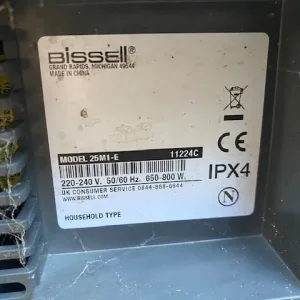 BISSELL®
GRAND RAPIDS, MICHIGAN 49544
MADE IN CHINA
MODEL 25M1-E 11224C
220-240 V. 50/60 Hz. 650-800 W.
UK CONSUMER SERVICE 0844-888-6644
WWW.BISSELL.COM
HOUSEHOLD TYPE
CE
IPX4
N